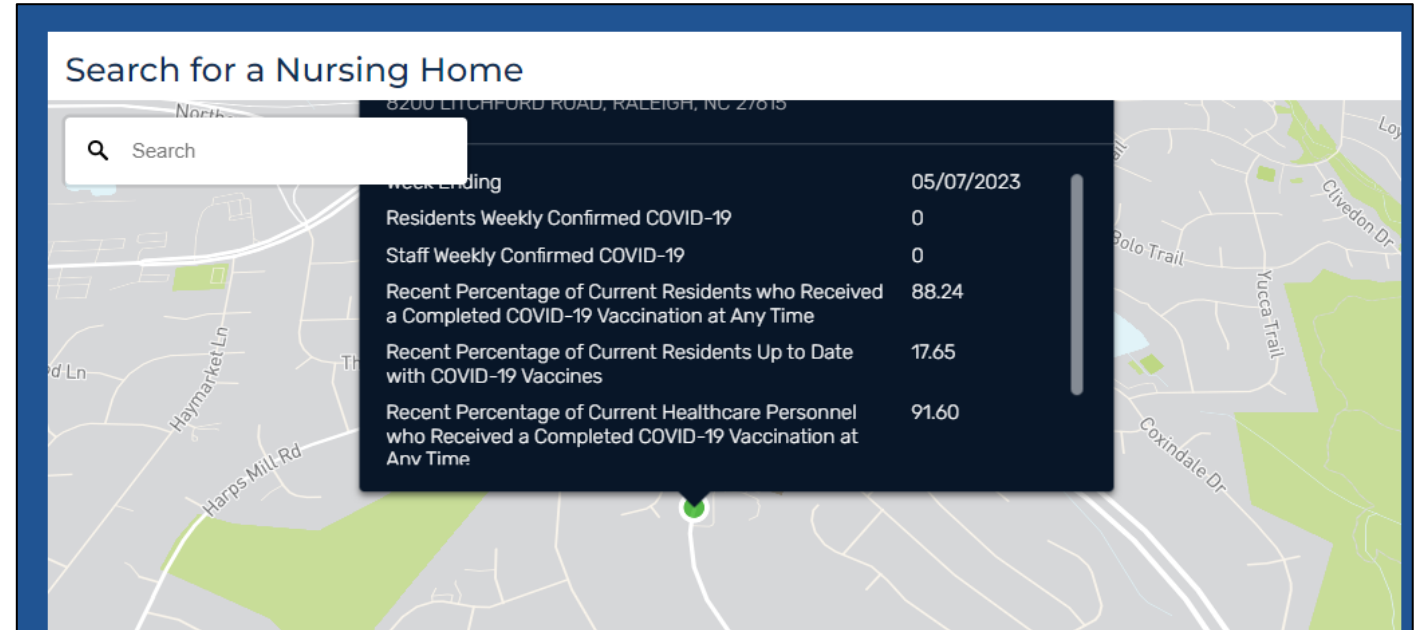 Search for a Nursing Home
8200 LITCHFORD ROAD, RALEIGH, NC 27615
Search
Week Ending 05/07/2023
Residents Weekly Confirmed COVID-19 0
Staff Weekly Confirmed COVID-19 0
Recent Percentage of Current Residents who Received 88.24
a Completed COVID-19 Vaccination at Any Time
Recent Percentage of Current Residents Up to Date 17.65
with COVID-19 Vaccines
Recent Percentage of Current Healthcare Personnel 91.60
who Received a Completed COVID-19 Vaccination at
Any Time
Clivedon Dr
Bolo Trail
Yucca Trail
Haymarket Ln
Ln
Harps Mill Rd
Coxindale Dr